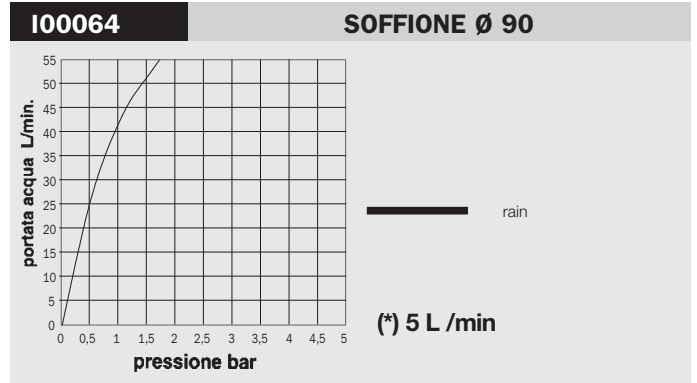 I00064
SOFFIONE Ø 90
portata acqua L/min.
55
50
45
40
35
30
25
20
15
10
5
0
0 0,5 1 1,5 2 2,5 3 3,5 4 4,5 5
pressione bar
rain
(*) 5 L /min